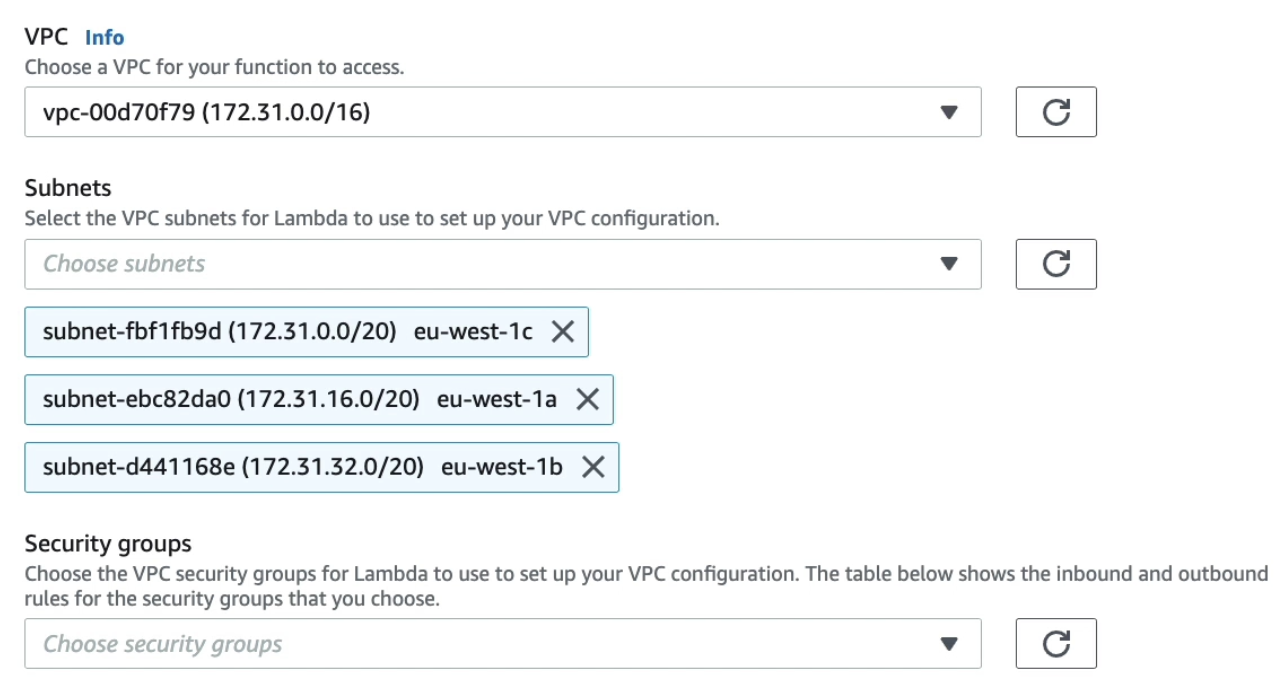 VPC Info
Choose a VPC for your function to access.
vpc-00d70f79 (172.31.0.0/16)
Subnets
Select the VPC subnets for Lambda to use to set up your VPC configuration.
Choose subnets
subnet-fbf1fb9d (172.31.0.0/20) eu-west-1c
subnet-ebc82da0 (172.31.16.0/20) eu-west-1a
subnet-d441168e (172.31.32.0/20) eu-west-1b
Security groups
Choose the VPC security groups for Lambda to use to set up your VPC configuration. The table below shows the inbound and outbound
rules for the security groups that you choose.
Choose security groups